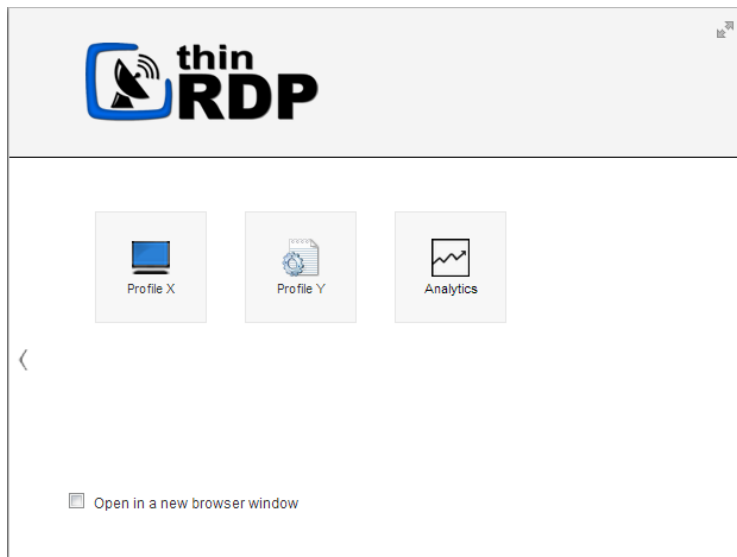 thin
RDP
Profile X
Profile Y
Analytics
Open in a new browser window